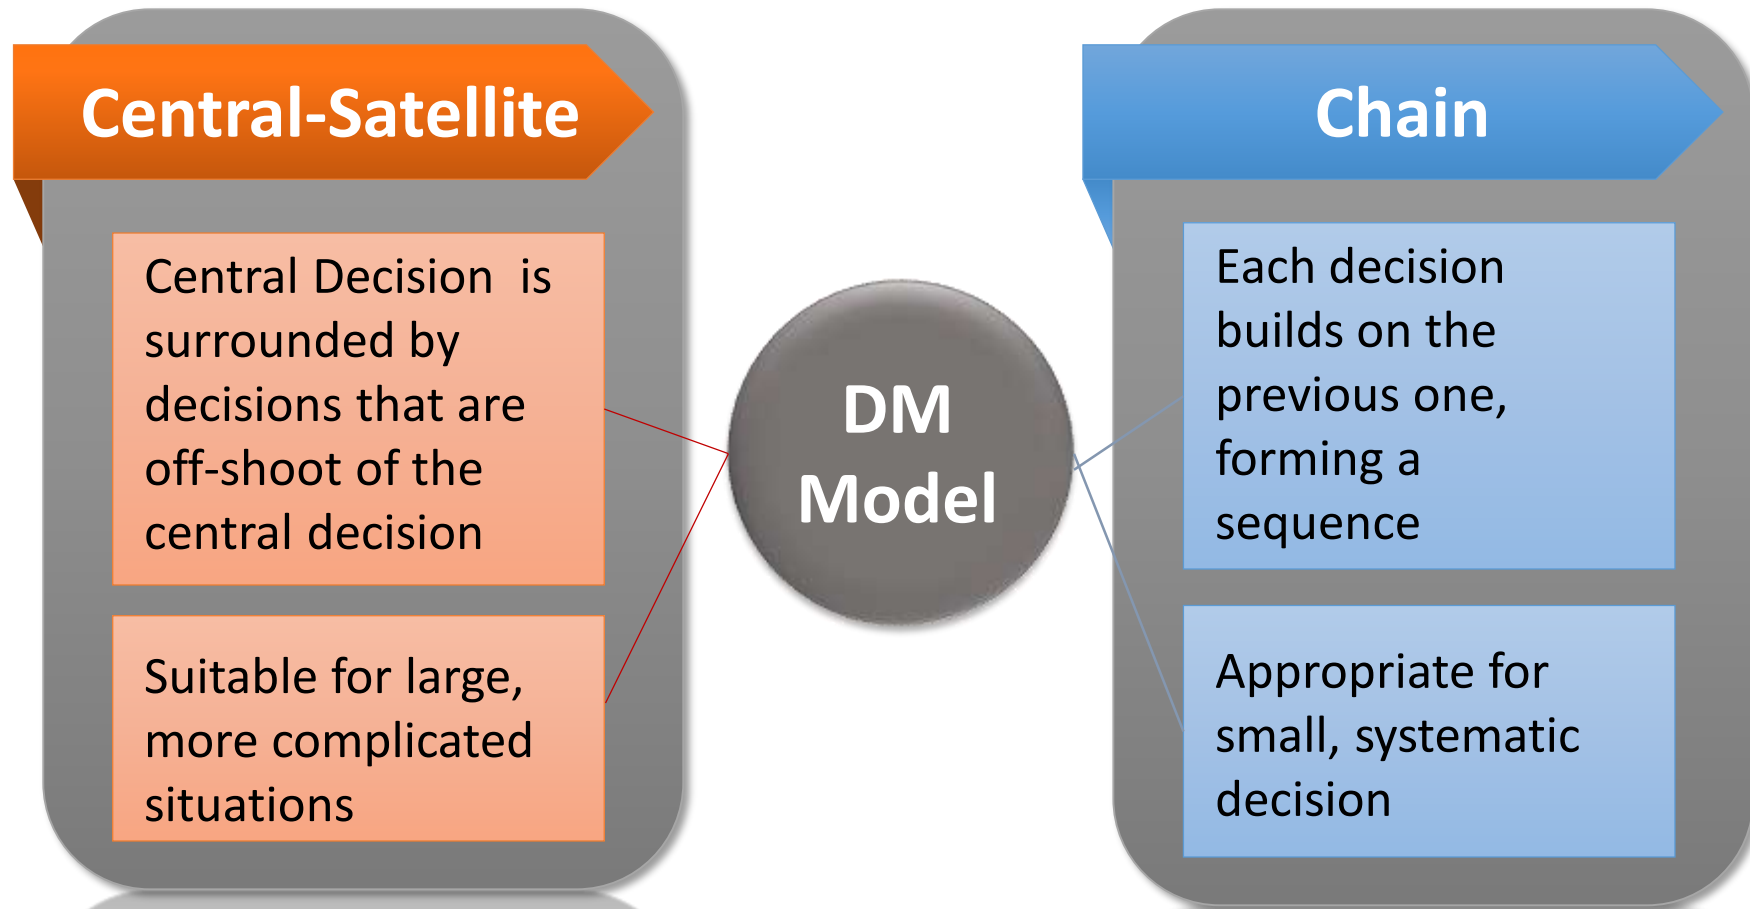 Central-Satellite
Central Decision  is
surrounded by
decisions that are
off-shoot of the
central decision
Suitable for large,
more complicated
situations
DM
Model
Chain
Each decision
builds on the
previous one,
forming a
sequence
Appropriate for
small, systematic
decision